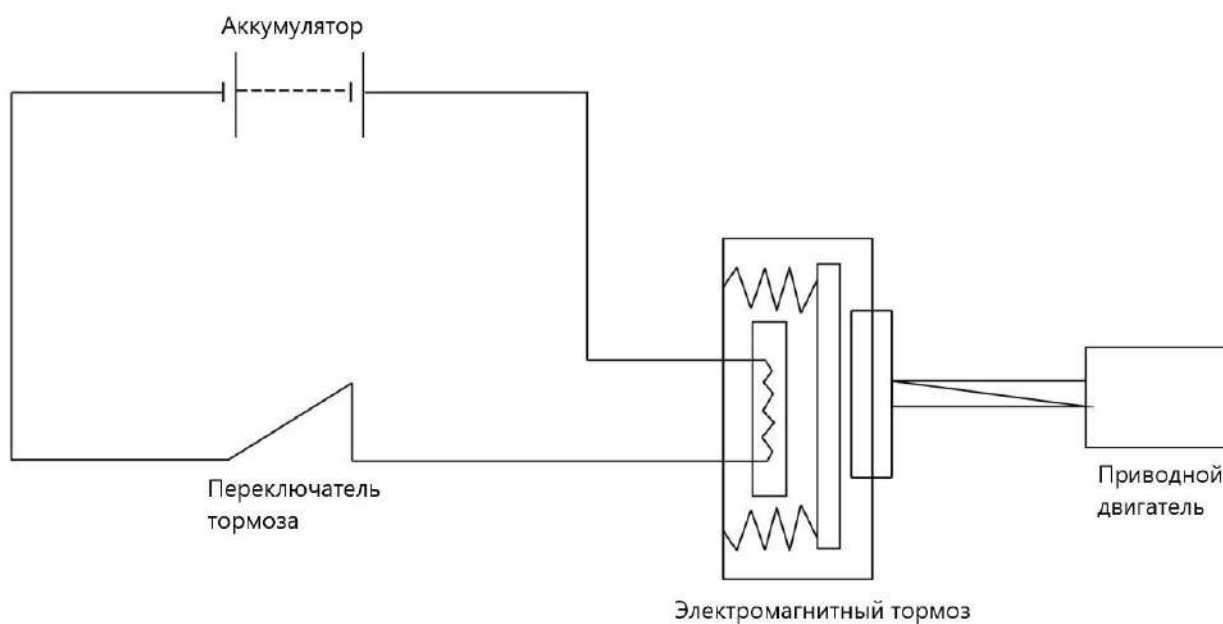 Аккумулятор
Переключатель
тормоза
Приводной
двигатель
Электромагнитный тормоз